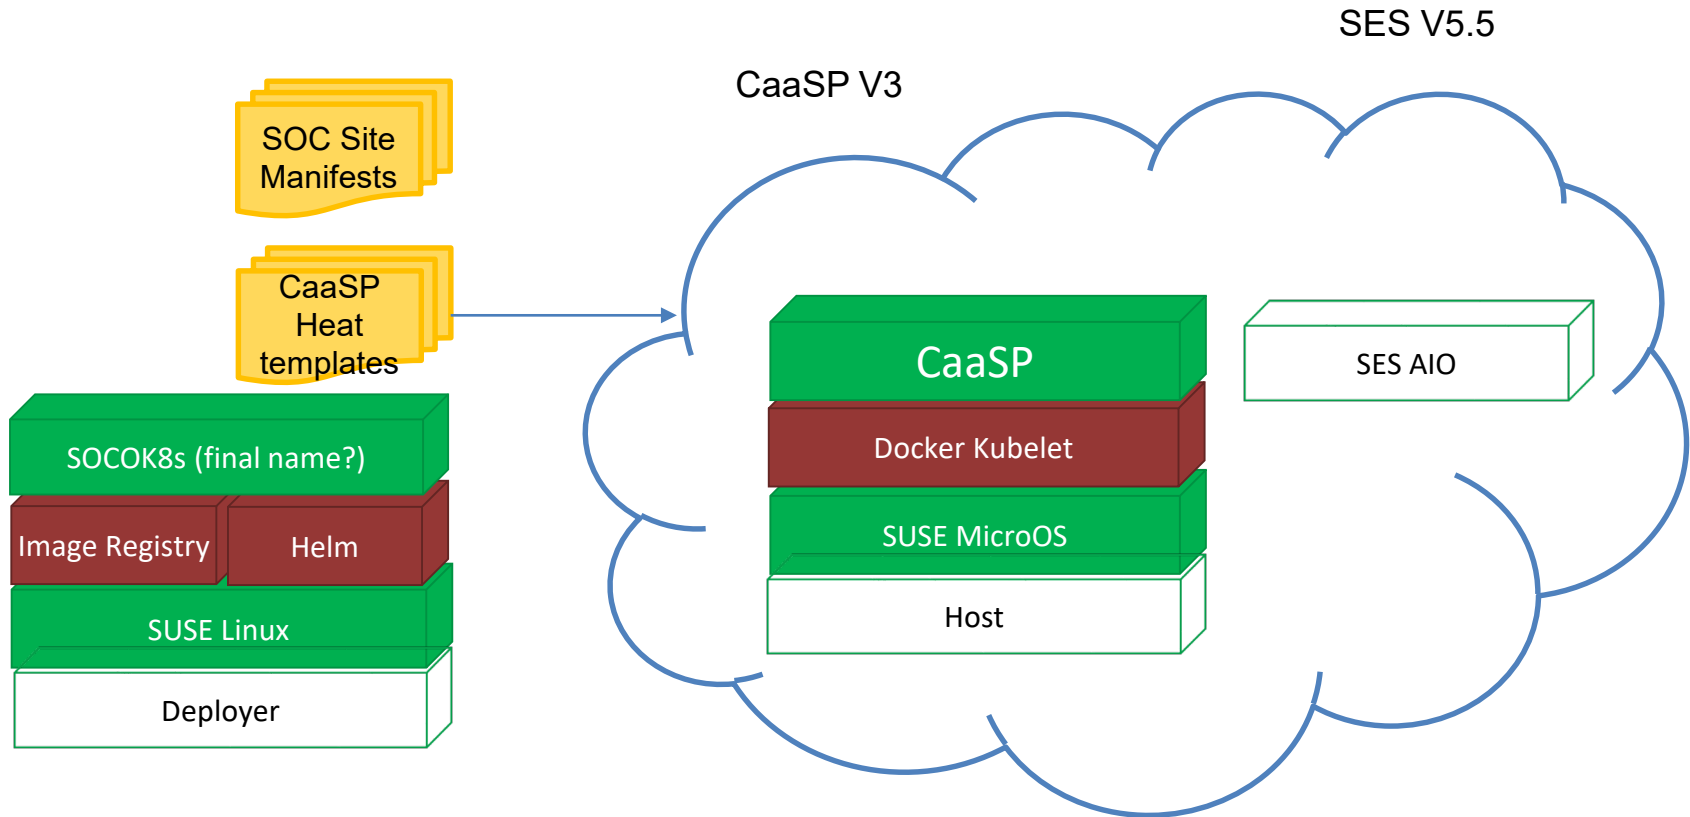 SES V5.5
CaaSP V3
SOC Site
Manifests
CaaSP
Heat
templates
SOCOK8s (final name?)
Image Registry
Helm
SUSE Linux
Deployer
CaaSP
Docker Kubelet
SUSE MicroOS
Host
SES AIO